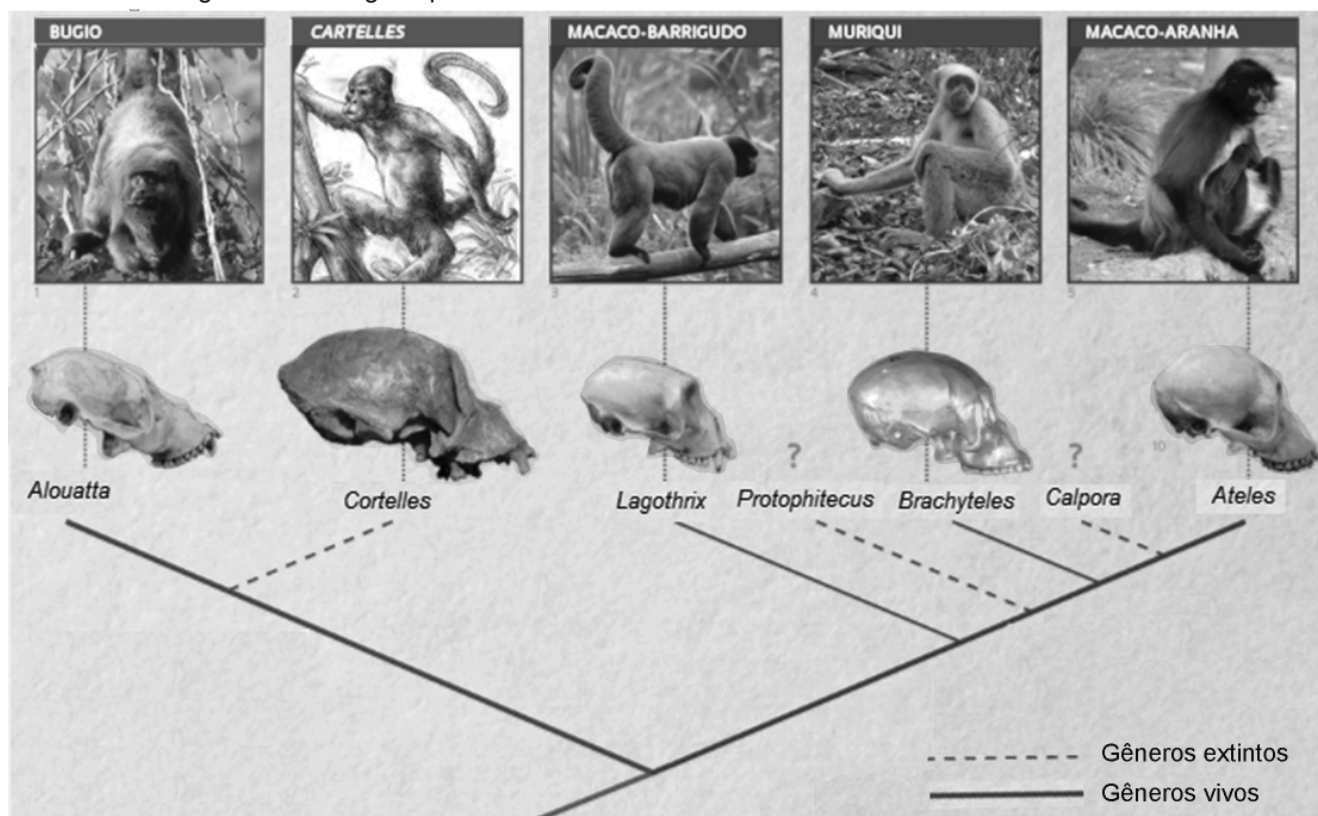 BUGIO
CARTELLES
MACACO-BARRIGUDO
MURIQUI
MACACO-ARANHA
1
2
3
4
5
?
?
10
Alouatta
Cortelles
Lagothrix
Protophitecus
Brachyteles
Calpora
Ateles
Gêneros extintos
Gêneros vivos